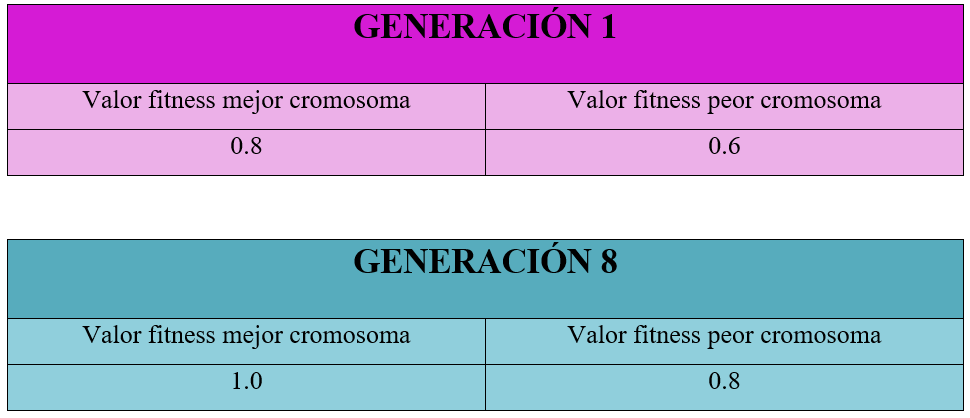 GENERACIÓN 1
Valor fitness mejor cromosoma
Valor fitness peor cromosoma
0.8
0.6
GENERACIÓN 8
Valor fitness mejor cromosoma
Valor fitness peor cromosoma
1.0
0.8